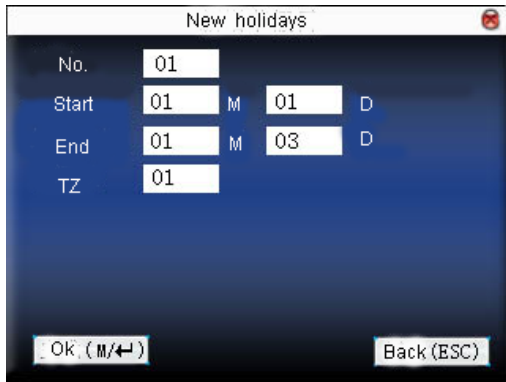 New holidays
No. 01
Start 01 M 01 D
End 01 M 03 D
TZ 01
Ok (M/↵) Back (ESC)